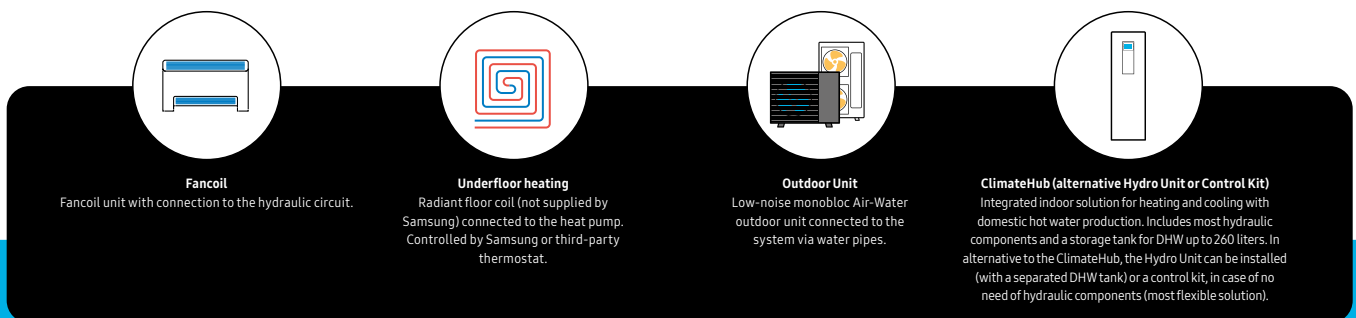 Fancoil
Fancoil unit with connection to the hydraulic circuit.
Underfloor heating
Radiant floor coil (not supplied by
Samsung) connected to the heat pump.
Controlled by Samsung or third-party
thermostat.
Outdoor Unit
Low-noise monobloc Air-Water
outdoor unit connected to the
system via water pipes.
ClimateHub (alternative Hydro Unit or Control Kit)
Integrated indoor solution for heating and cooling with
domestic hot water production. Includes most hydraulic
components and a storage tank for DHW up to 260 liters. In
alternative to the ClimateHub, the Hydro Unit can be installed
(with a separated DHW tank) or a control kit, in case of no
need of hydraulic components (most flexible solution).